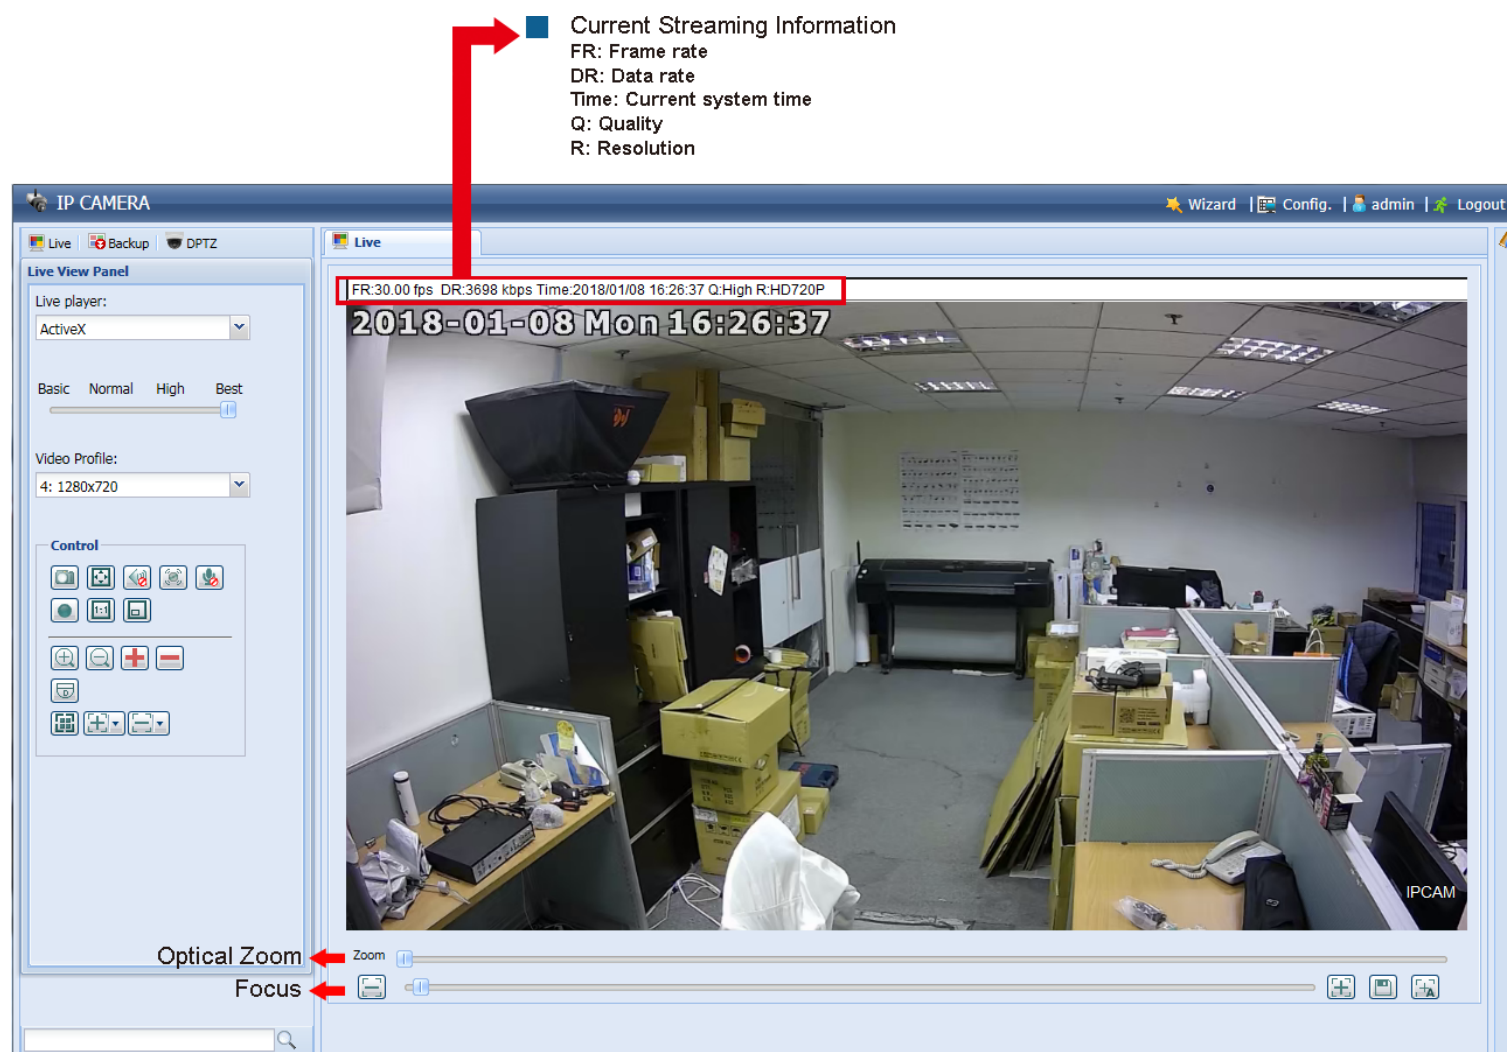 Current Streaming Information
FR: Frame rate
DR: Data rate
Time: Current system time
Q: Quality
R: Resolution
IP CAMERA
Wizard | Config. | admin | Logout
Live Backup DPTZ
Live
Live View Panel
Live player:
ActiveX
Basic Normal High Best
Video Profile:
4: 1280x720
Control
1:1
D
FR:30.00 fps DR:3698 kbps Time:2018/01/08 16:26:37 Q:High R:HD720P
2018-01-08 Mon 16:26:37
IPCAM
Optical Zoom
Zoom
Focus
A